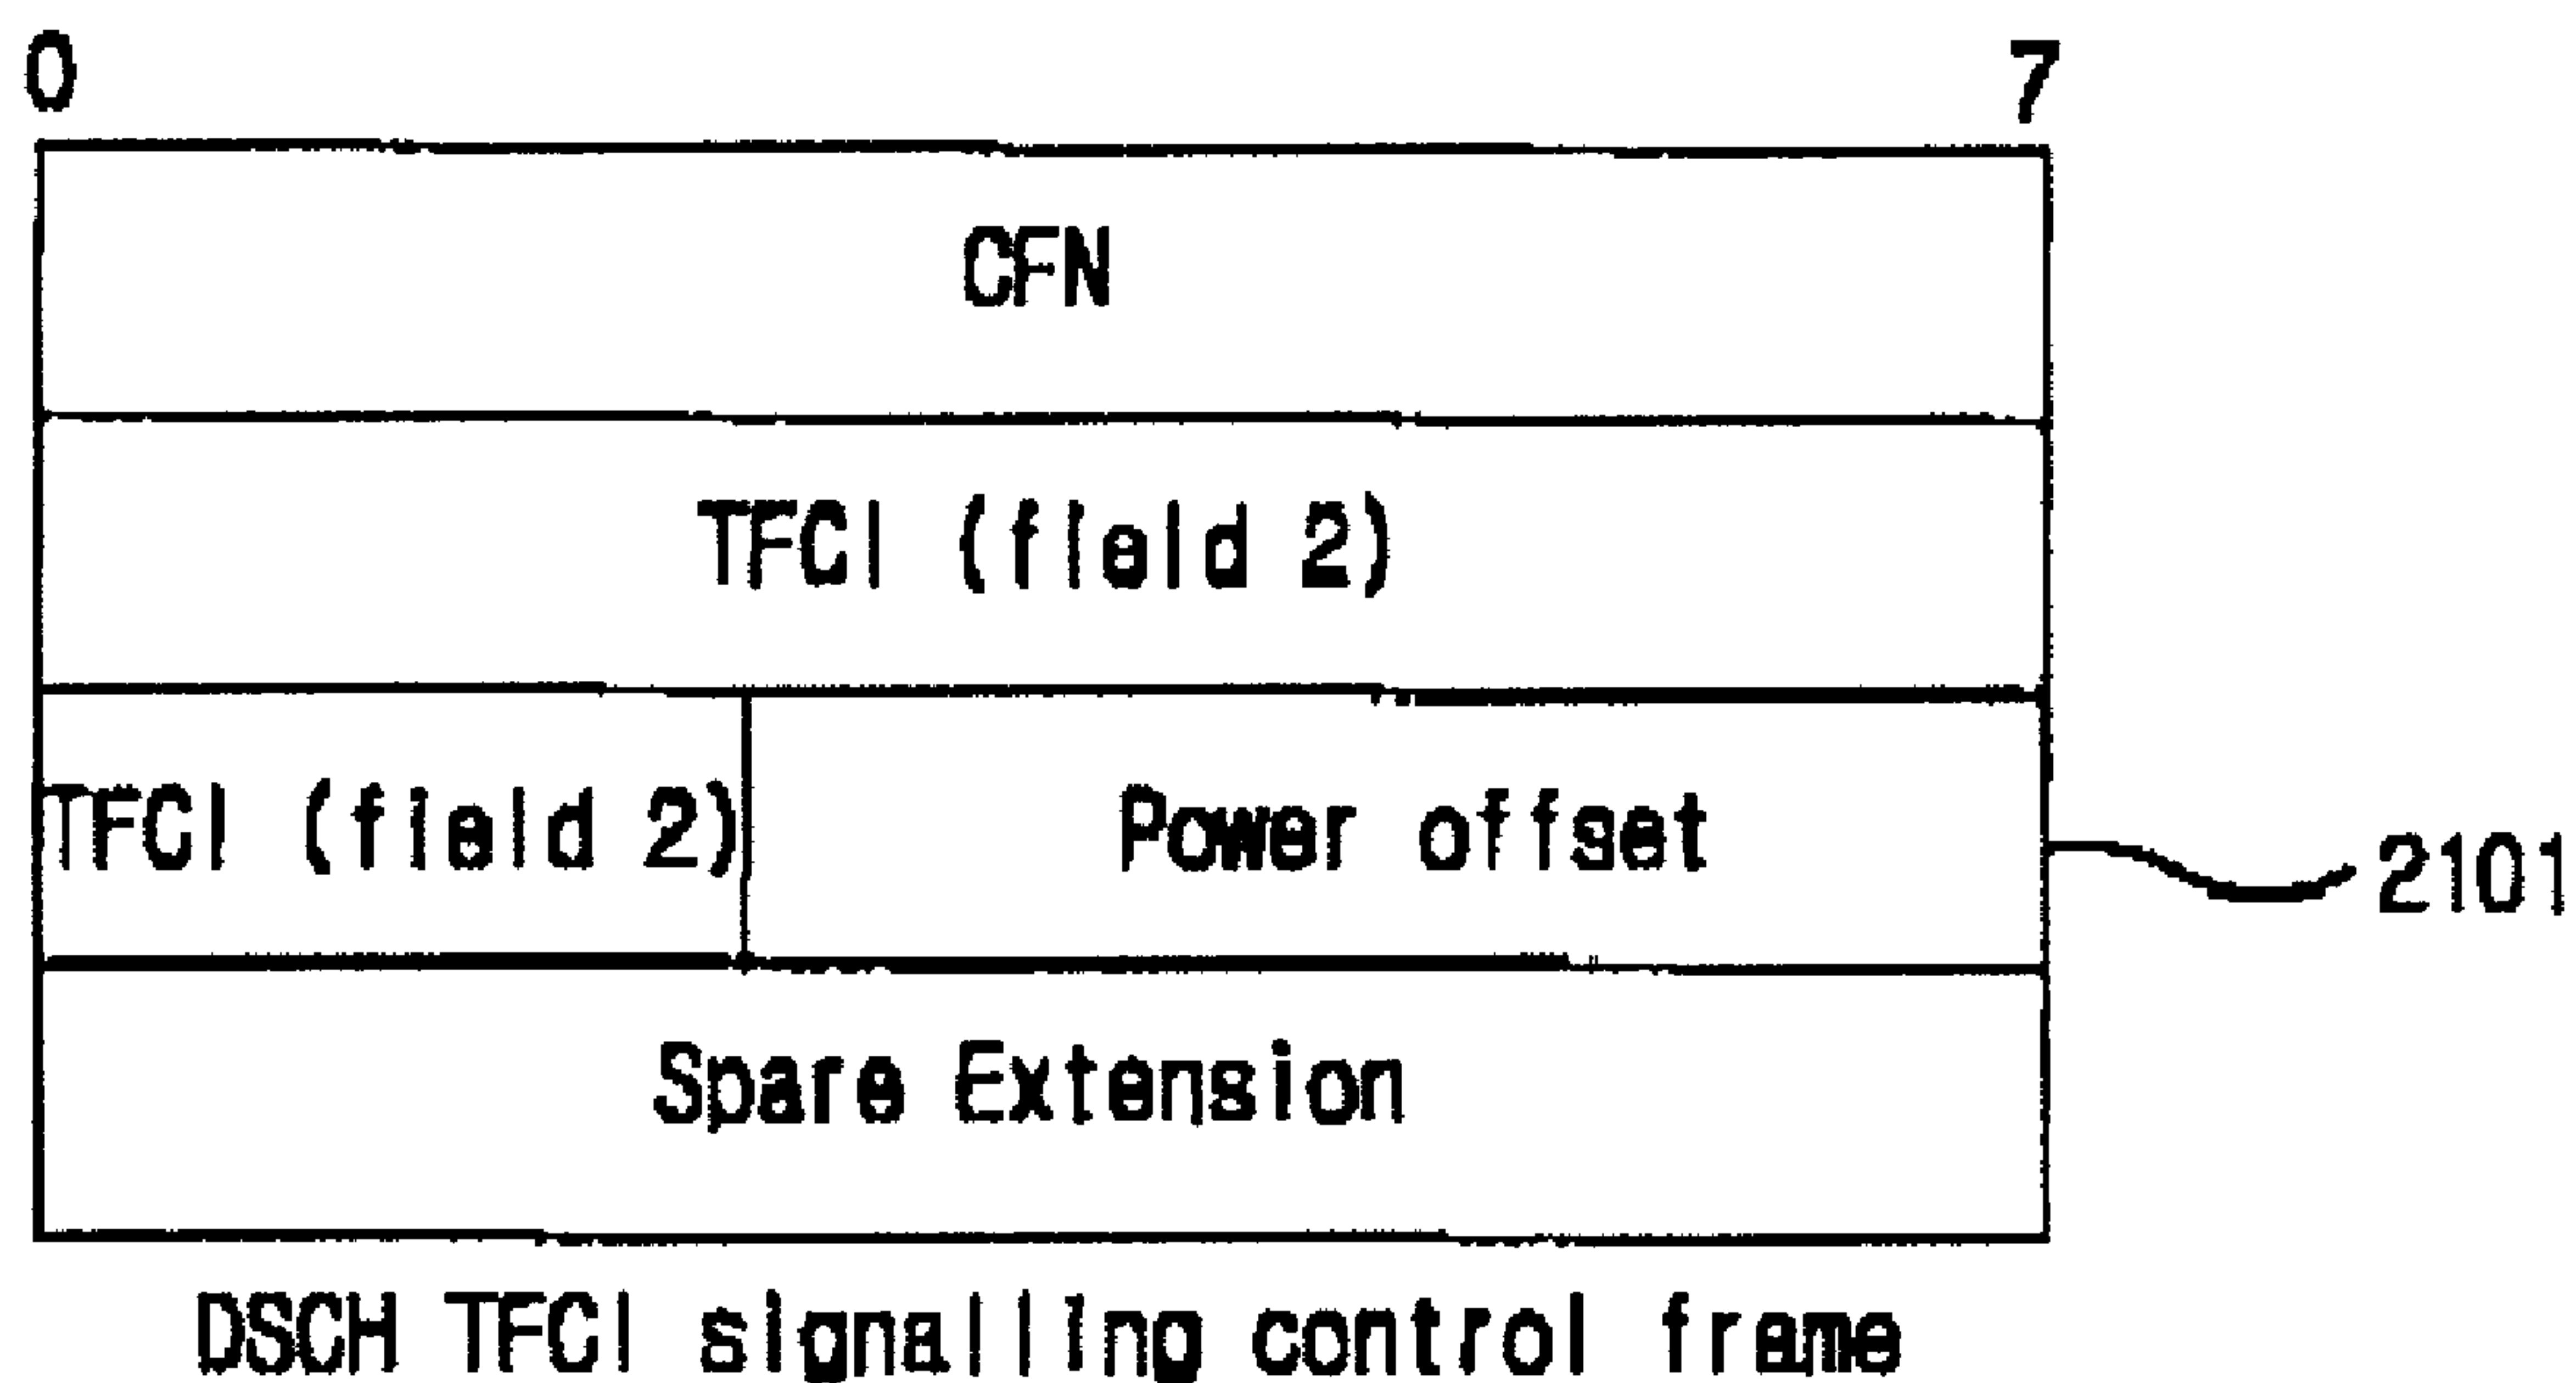 0 7
CFN
TFCI (field 2)
TFCI (field 2) Power offset 2101
Spare Extension
DSCH TFCI signalling control frame